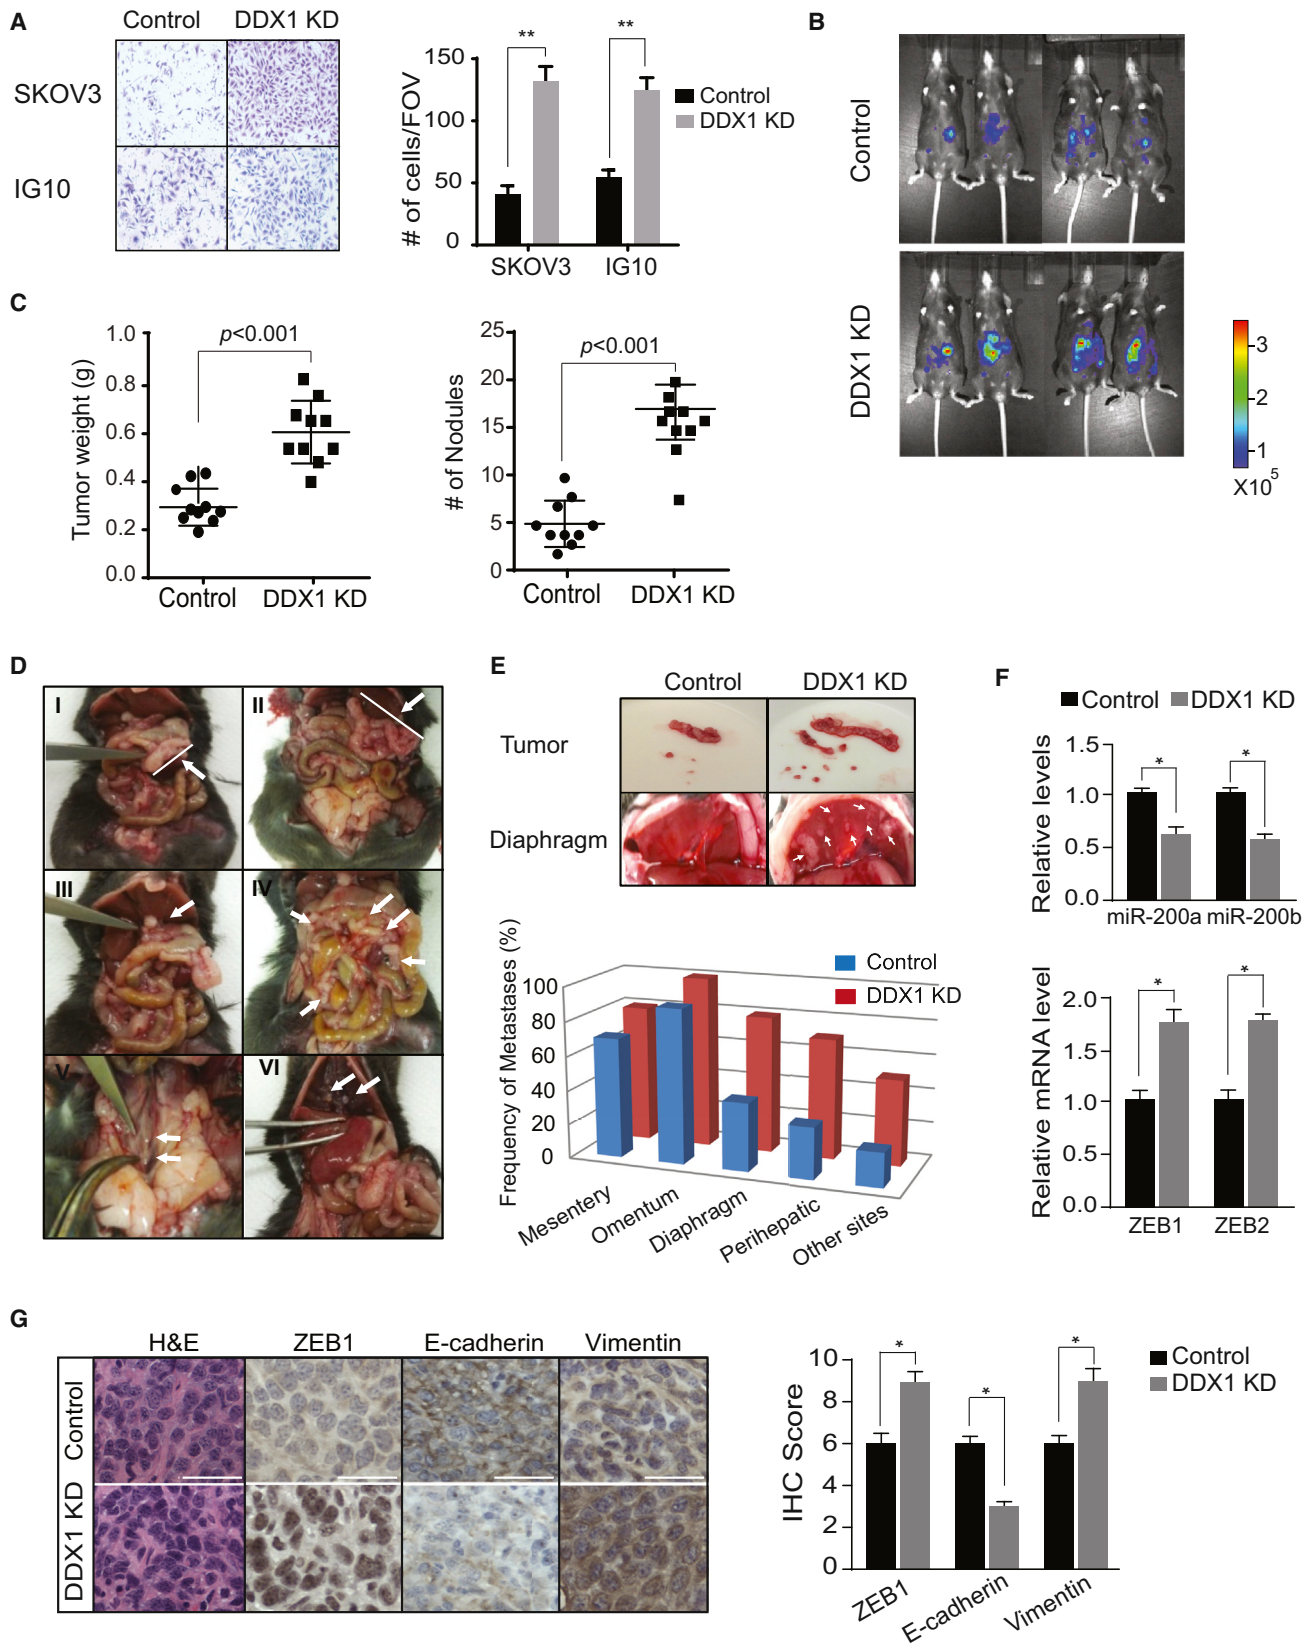 A
Control DDX1 KD
SKOV3
IG10
# of cells/FOV
150
100
50
0
** **
SKOV3 IG10
Control
DDX1 KD
B
Control
DDX1 KD
3
2
1
X10^5
C
Tumor weight (g)
1.0
0.8
0.6
0.4
0.2
0.0
p<0.001
Control DDX1 KD
# of Nodules
25
20
15
10
5
0
p<0.001
Control DDX1 KD
D
I II
III IV
V VI
E
Control DDX1 KD
Tumor
Diaphragm
Frequency of Metastases (%)
100
80
60
40
20
0
Control
DDX1 KD
Mesentery
Omentum
Diaphragm
Perihepatic
Other sites
F
Control DDX1 KD
Relative levels
1.5
1.0
0.5
0.0
* *
miR-200a miR-200b
Relative mRNA level
2.0
1.5
1.0
0.5
0.0
* *
ZEB1 ZEB2
G
H&E ZEB1 E-cadherin Vimentin
Control
DDX1 KD
IHC Score
10
8
6
4
2
0
* * *
ZEB1
E-cadherin
Vimentin
Control
DDX1 KD